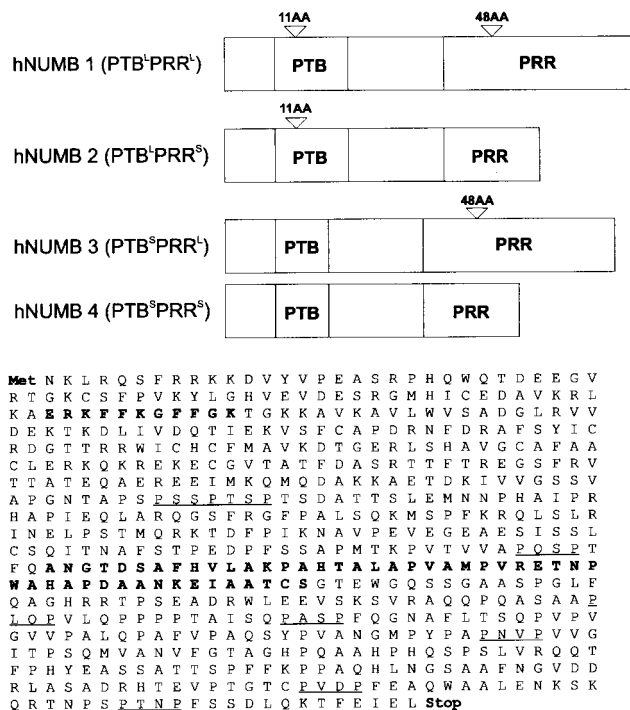 11AA
48AA
hNUMB 1 (PTBᴸPRRᴸ)
PTB
PRR
11AA
hNUMB 2 (PTBᴸPRRˢ)
PTB
PRR
48AA
hNUMB 3 (PTBˢPRRᴸ)
PTB
PRR
hNUMB 4 (PTBˢPRRˢ)
PTB
PRR
Met N K L R Q S F R R K K D V Y V P E A S R P H Q W Q T D E E G V
R T G K C S F P V K Y L G H V E V D E S R G M H I C E D A V K R L
K A E R K F F K G F F G K T G K K A V K A V L W V S A D G L R V V
D E K T K D L I V D Q T I E K V S F C A P D R N F D R A F S Y I C
R D G T T R R W I C H C F M A V K D T G E R L S H A V G C A F A A
C L E R K Q K R E K E C G V T A T F D A S R T T F T R E G S F R V
T T A T E Q A E R E E I M K Q M Q D A K K A E T D K I V V G S S V
A P G N T A P S P S S P T S P T S D A T T S L E M N N P H A I P R
H A P I E Q L A R Q G S F R G F P A L S Q K M S P F K R Q L S L R
I N E L P S T M Q R K T D F P I K N A V P E V E G E A E S I S S L
C S Q I T N A F S T P E D P F S S A P M T K P V T V V A P Q S P T
F Q A N G T D S A F H V L A K P A H T A L A P V A M P V R E T N P
W A H A P D A A N K E I A A T C S G T E W G Q S S G A A S P G L F
Q A G H R R T P S E A D R W L E E V S K S V R A Q Q P Q A S A A P
L Q P V L Q P P P P T A I S Q P A S P F Q G N A F L T S Q P V P V
G V V P A L Q P A F V P A Q S Y P V A N G M P Y P A P N V P V V G
I T P S Q M V A N V F G T A G H P Q A A H P H Q S P S L V R Q Q T
F P H Y E A S S A T T S P F F K P P A Q H L N G S A A F N G V D D
R L A S A D R H T E V P T G T C P V D P F E A Q W A A L E N K S K
Q R T N P S P T N P F S S D L Q K T F E I E L Stop